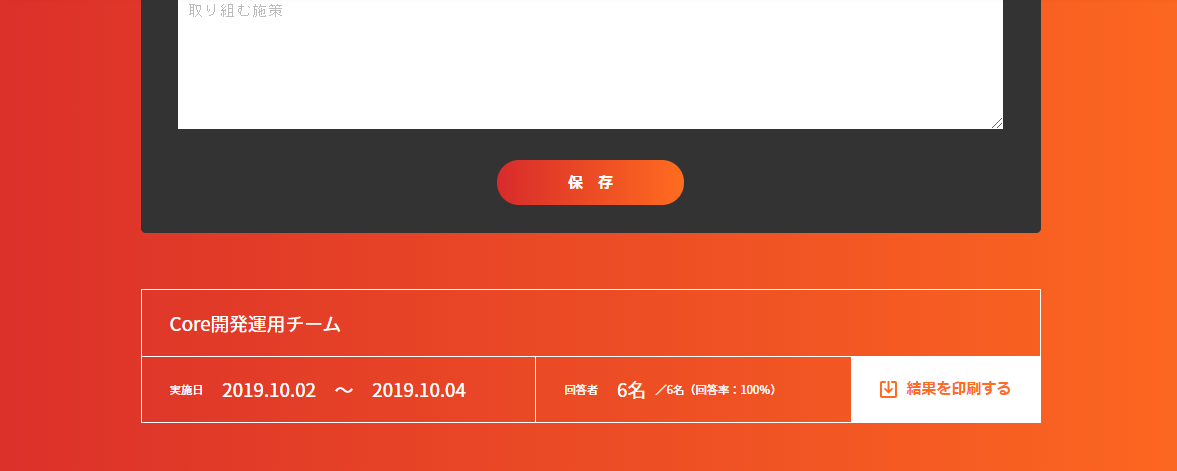 取り組む施策
保 存
Core開発運用チーム
実施日 2019.10.02 ～ 2019.10.04 回答者 6名 ／6名（回答率：100%） 結果を印刷する